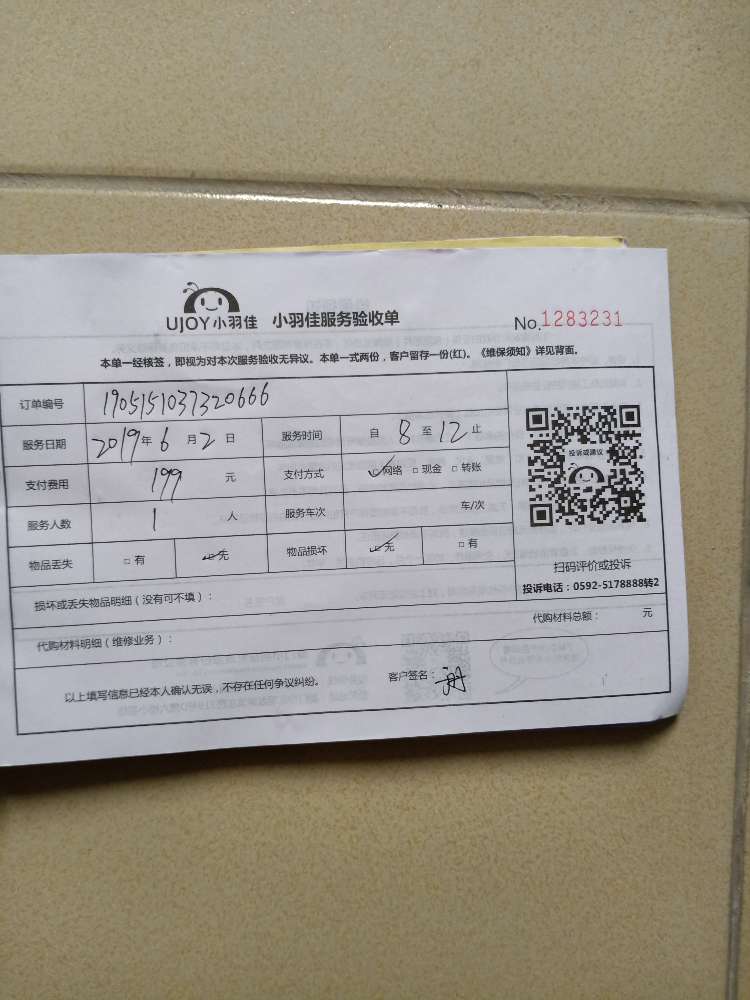 UJOY小羽佳 小羽佳服务验收单 No.1283231
本单一经核签，即视为对本次服务验收无异议。本单一式两份，客户留存一份(红)。《维保须知》详见背面。
订单编号 1905151037320666
服务日期 2019年6月2日 服务时间 自8至12止
支付费用 199元 支付方式 ☑网络 □现金 □转账
服务人数 1人 服务车次 车/次
物品丢失 □有 ☑无 物品损坏 ☑无 □有
投诉或建议
扫码评价或投诉
投诉电话：0592-5178888转2
损坏或丢失物品明细（没有可不填）：
代购材料明细（维修业务）： 代购材料总额： 元
以上填写信息已经本人确认无误，不存在任何争议纠纷。 客户签名：